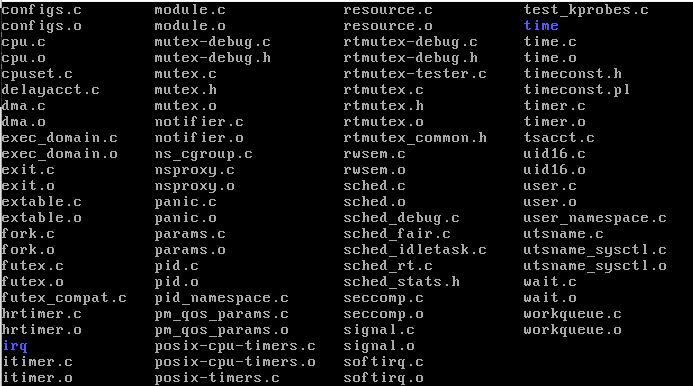 configs.c module.c resource.c test_kprobes.c
configs.o module.o resource.o time
cpu.c mutex-debug.c rtmutex-debug.c time.c
cpu.o mutex-debug.h rtmutex-debug.h time.o
cpuset.c mutex.c rtmutex-tester.c timeconst.h
delayacct.c mutex.h rtmutex.c timeconst.pl
dma.c mutex.o rtmutex.h timer.c
dma.o notifier.c rtmutex.o timer.o
exec_domain.c notifier.o rtmutex_common.h tsacct.c
exec_domain.o ns_cgroup.c rwsem.c uid16.c
exit.c nsproxy.c rwsem.o uid16.o
exit.o nsproxy.o sched.c user.c
extable.c panic.c sched.o user.o
extable.o panic.o sched_debug.c user_namespace.c
fork.c params.c sched_fair.c utsname.c
fork.o params.o sched_idletask.c utsname_sysctl.c
futex.c pid.c sched_rt.c utsname_sysctl.o
futex.o pid.o sched_stats.h wait.c
futex_compat.c pid_namespace.c seccomp.c wait.o
hrtimer.c pm_qos_params.c seccomp.o workqueue.c
hrtimer.o pm_qos_params.o signal.c workqueue.o
irq posix-cpu-timers.c signal.o
itimer.c posix-cpu-timers.o softirq.c
itimer.o posix-timers.c softirq.o